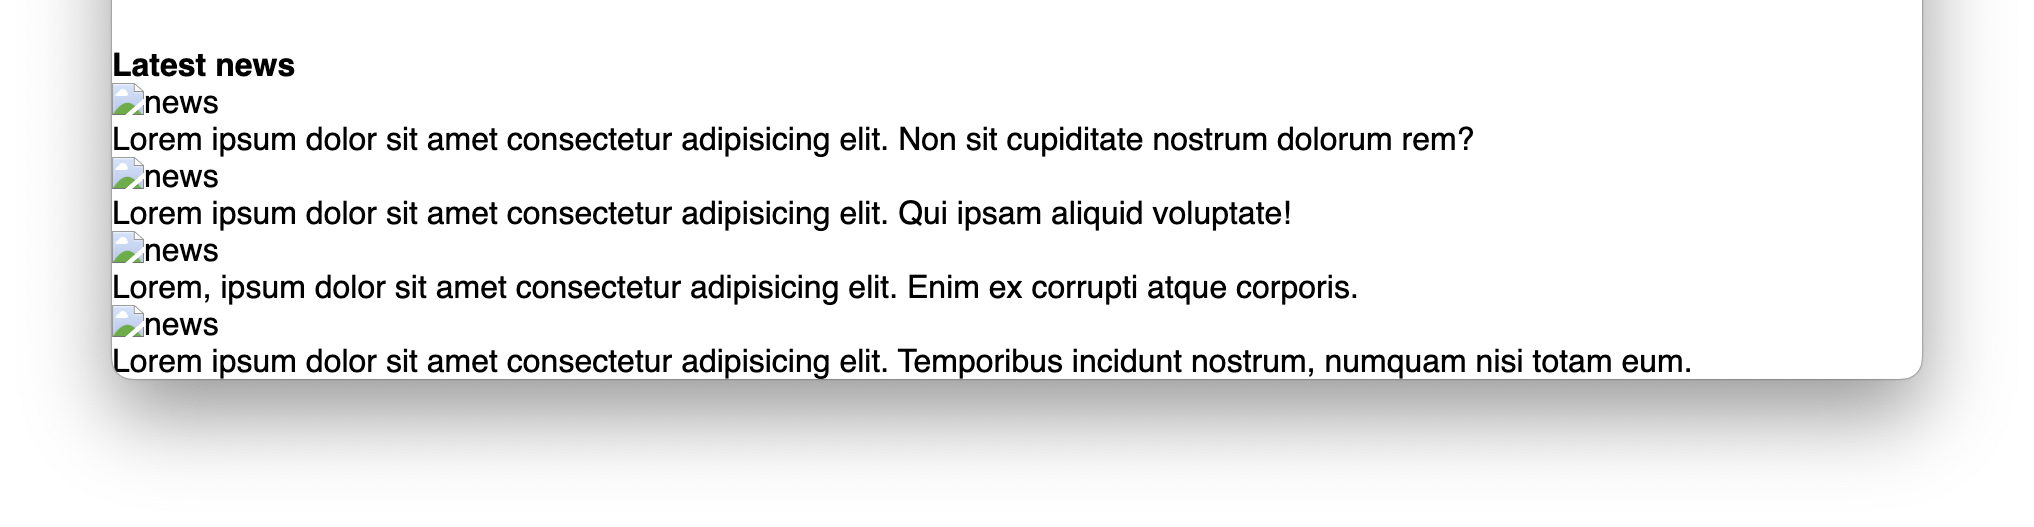 Latest news
news
Lorem ipsum dolor sit amet consectetur adipisicing elit. Non sit cupiditate nostrum dolorum rem?
news
Lorem ipsum dolor sit amet consectetur adipisicing elit. Qui ipsam aliquid voluptate!
news
Lorem, ipsum dolor sit amet consectetur adipisicing elit. Enim ex corrupti atque corporis.
news
Lorem ipsum dolor sit amet consectetur adipisicing elit. Temporibus incidunt nostrum, numquam nisi totam eum.